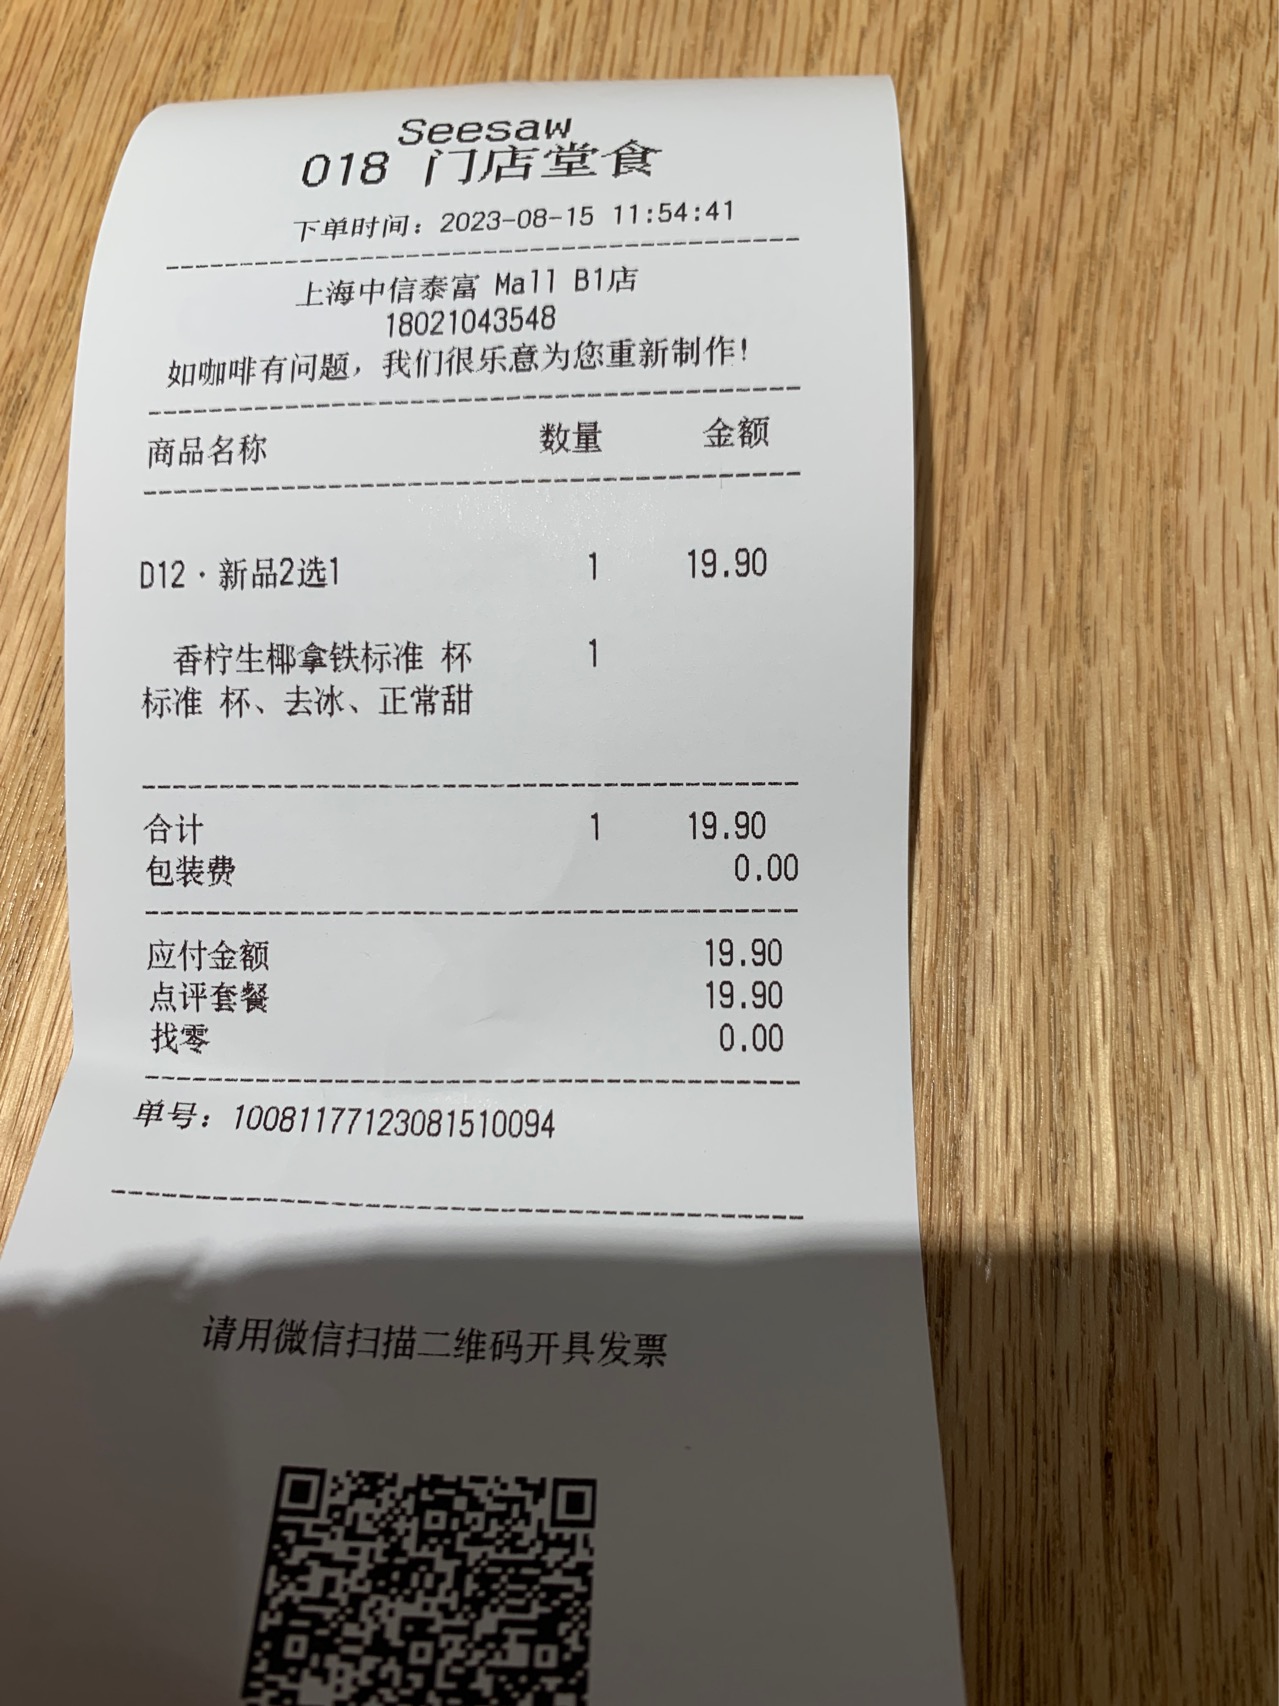 Seesaw
018 门店堂食
下单时间：2023-08-15 11:54:41
上海中信泰富 Mall B1店
18021043548
如咖啡有问题，我们很乐意为您重新制作！
商品名称 数量 金额
D12·新品2选1 1 19.90
香柠生椰拿铁标准 杯 1
标准 杯、去冰、正常甜
合计 1 19.90
包装费 0.00
应付金额 19.90
点评套餐 19.90
找零 0.00
单号：10081177123081510094
请用微信扫描二维码开具发票